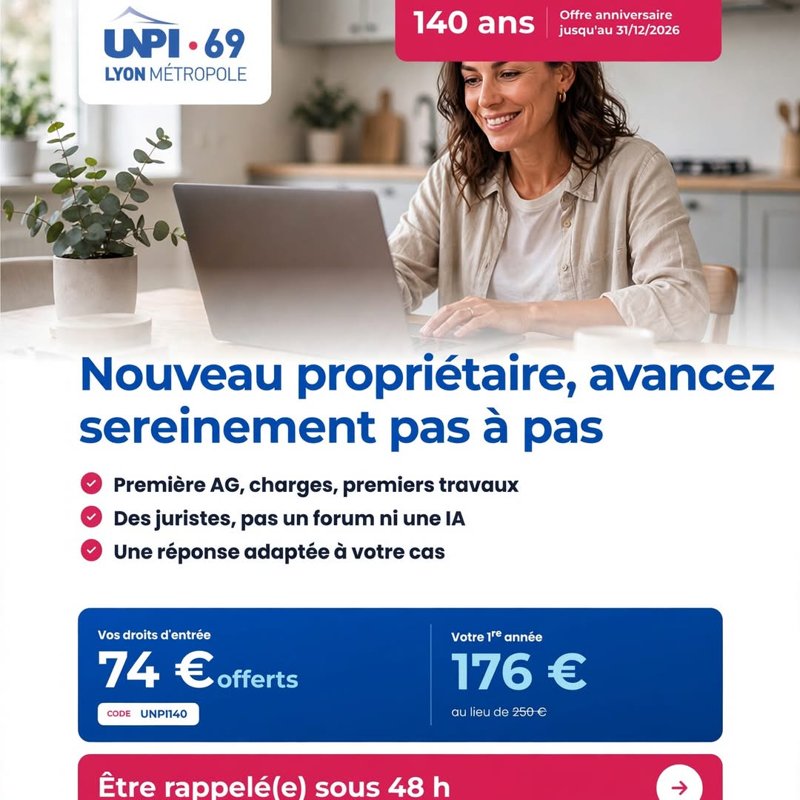 UNPI • 69
LYON MÉTROPOLE
140 ans
Offre anniversaire
jusqu'au 31/12/2026
Nouveau propriétaire, avancez
sereinement pas à pas
Première AG, charges, premiers travaux
Des juristes, pas un forum ni une IA
Une réponse adaptée à votre cas
Vos droits d'entrée
74 € offerts
CODE UNPI140
Votre 1re année
176 €
au lieu de 250 €
Être rappelé(e) sous 48 h